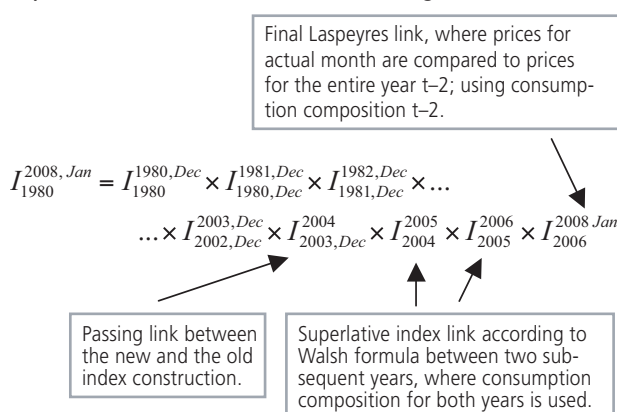 Final Laspeyres link, where prices for
actual month are compared to prices
for the entire year t–2; using consump-
tion composition t–2.
I_{1980}^{2008, Jan} = I_{1980}^{1980, Dec} × I_{1980, Dec}^{1981, Dec} × I_{1981, Dec}^{1982, Dec} × ...
... × I_{2002, Dec}^{2003, Dec} × I_{2003, Dec}^{2004} × I_{2004}^{2005} × I_{2005}^{2006} × I_{2006}^{2008 Jan}
Passing link between
the new and the old
index construction.
Superlative index link according to
Walsh formula between two sub-
sequent years, where consumption
composition for both years is used.